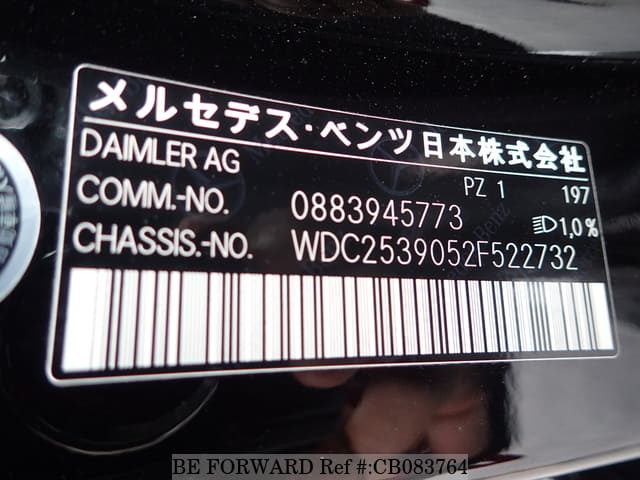 メルセデス・ベンツ日本株式会社
DAIMLER AG
PZ 1 197
COMM.-NO. 0883945773 1,0%
CHASSIS.-NO. WDC2539052F522732
BE FORWARD Ref #:CB083764